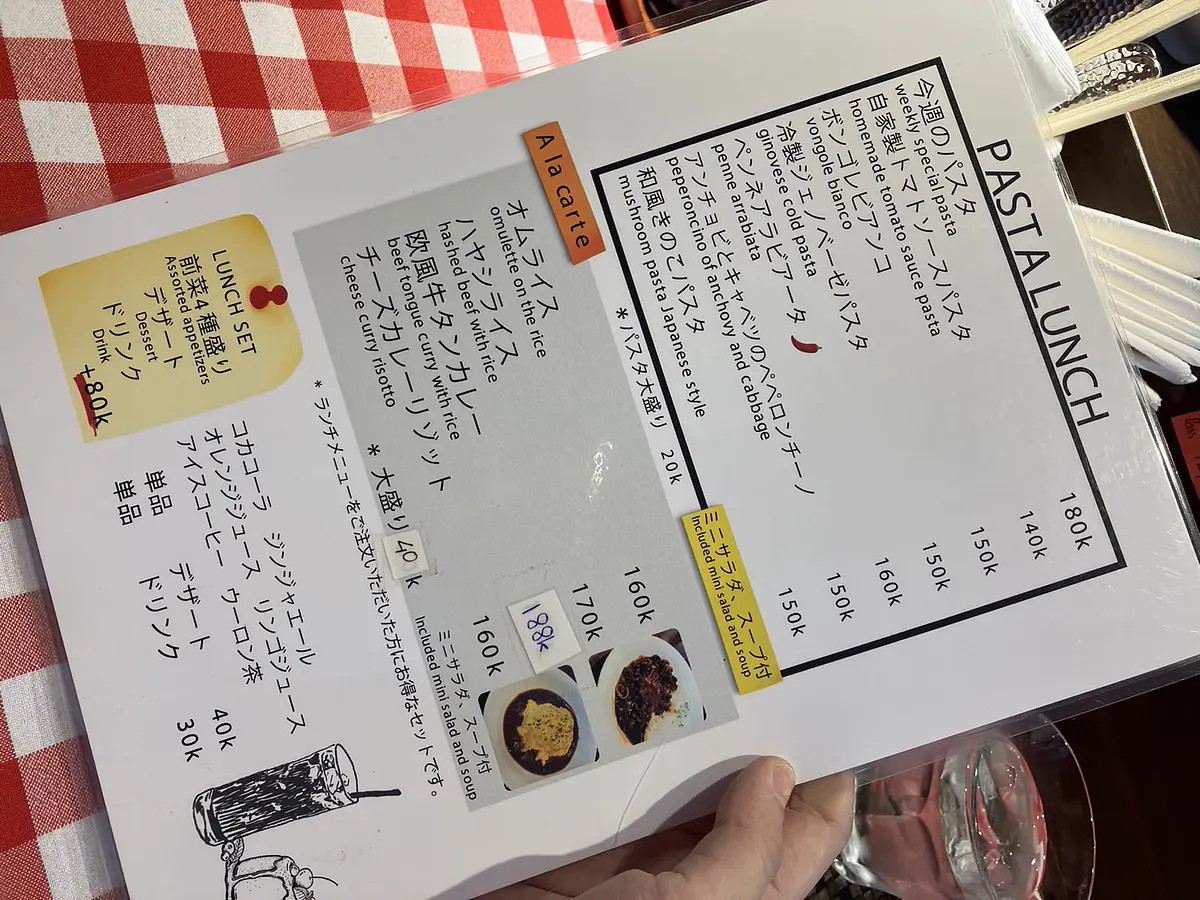 PASTA LUNCH
今週のパスタ 180k
weekly special pasta
自家製トマトソースパスタ 140k
homemade tomato sauce pasta
ボンゴレビアンコ 150k
vongole bianco
冷製ジェノベーゼパスタ 150k
ginovese cold pasta
ペンネアラビアータ 160k
penne arrabiata
アンチョビとキャベツのペペロンチーノ 150k
peperoncino of anchovy and cabbage
和風きのこパスタ 150k
mushroom pasta Japanese style
*パスタ大盛り 20k
ミニサラダ、スープ付
Included mini salad and soup
A la carte
オムライス 160k
omulette on the rice
ハヤシライス 170k
hashed beef with rice
欧風牛タンカレー 188k
beef tongue curry with rice
チーズカレーリゾット 160k
cheese curry risotto
* 大盛り 40k
ミニサラダ、スープ付
Included mini salad and soup
* ランチメニューをご注文いただいた方にお得なセットです。
LUNCH SET
前菜4種盛り
Assorted appetizers
デザート
Dessert
ドリンク
Drink
+80k
コカコーラ ジンジャエール
オレンジジュース リンゴジュース
アイスコーヒー ウーロン茶
単品 デザート 40k
単品 ドリンク 30k